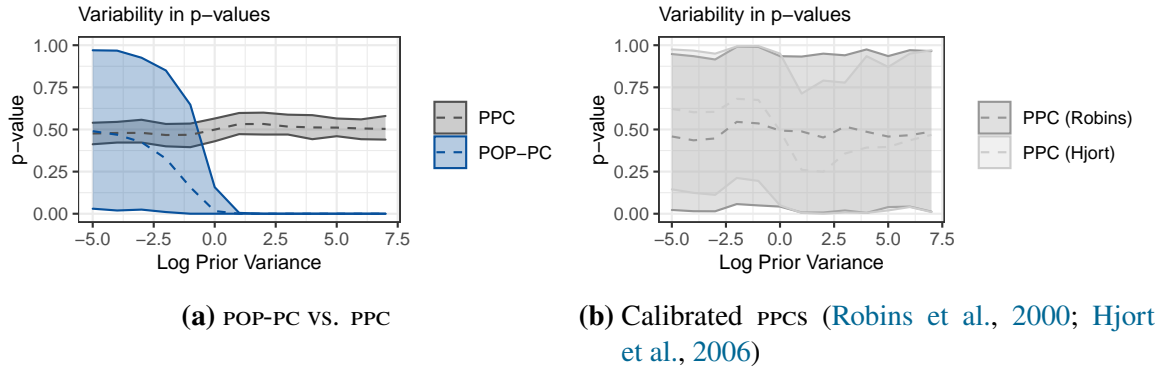 Variability in p-values
p-value
1.00
0.75
0.50
0.25
0.00
−5.0 −2.5 0.0 2.5 5.0 7.5
Log Prior Variance
PPC
POP−PC
(a) POP-PC VS. PPC
Variability in p-values
p-value
1.00
0.75
0.50
0.25
0.00
−5.0 −2.5 0.0 2.5 5.0 7.5
Log Prior Variance
PPC (Robins)
PPC (Hjort)
(b) Calibrated PPCS (Robins et al., 2000; Hjort
et al., 2006)